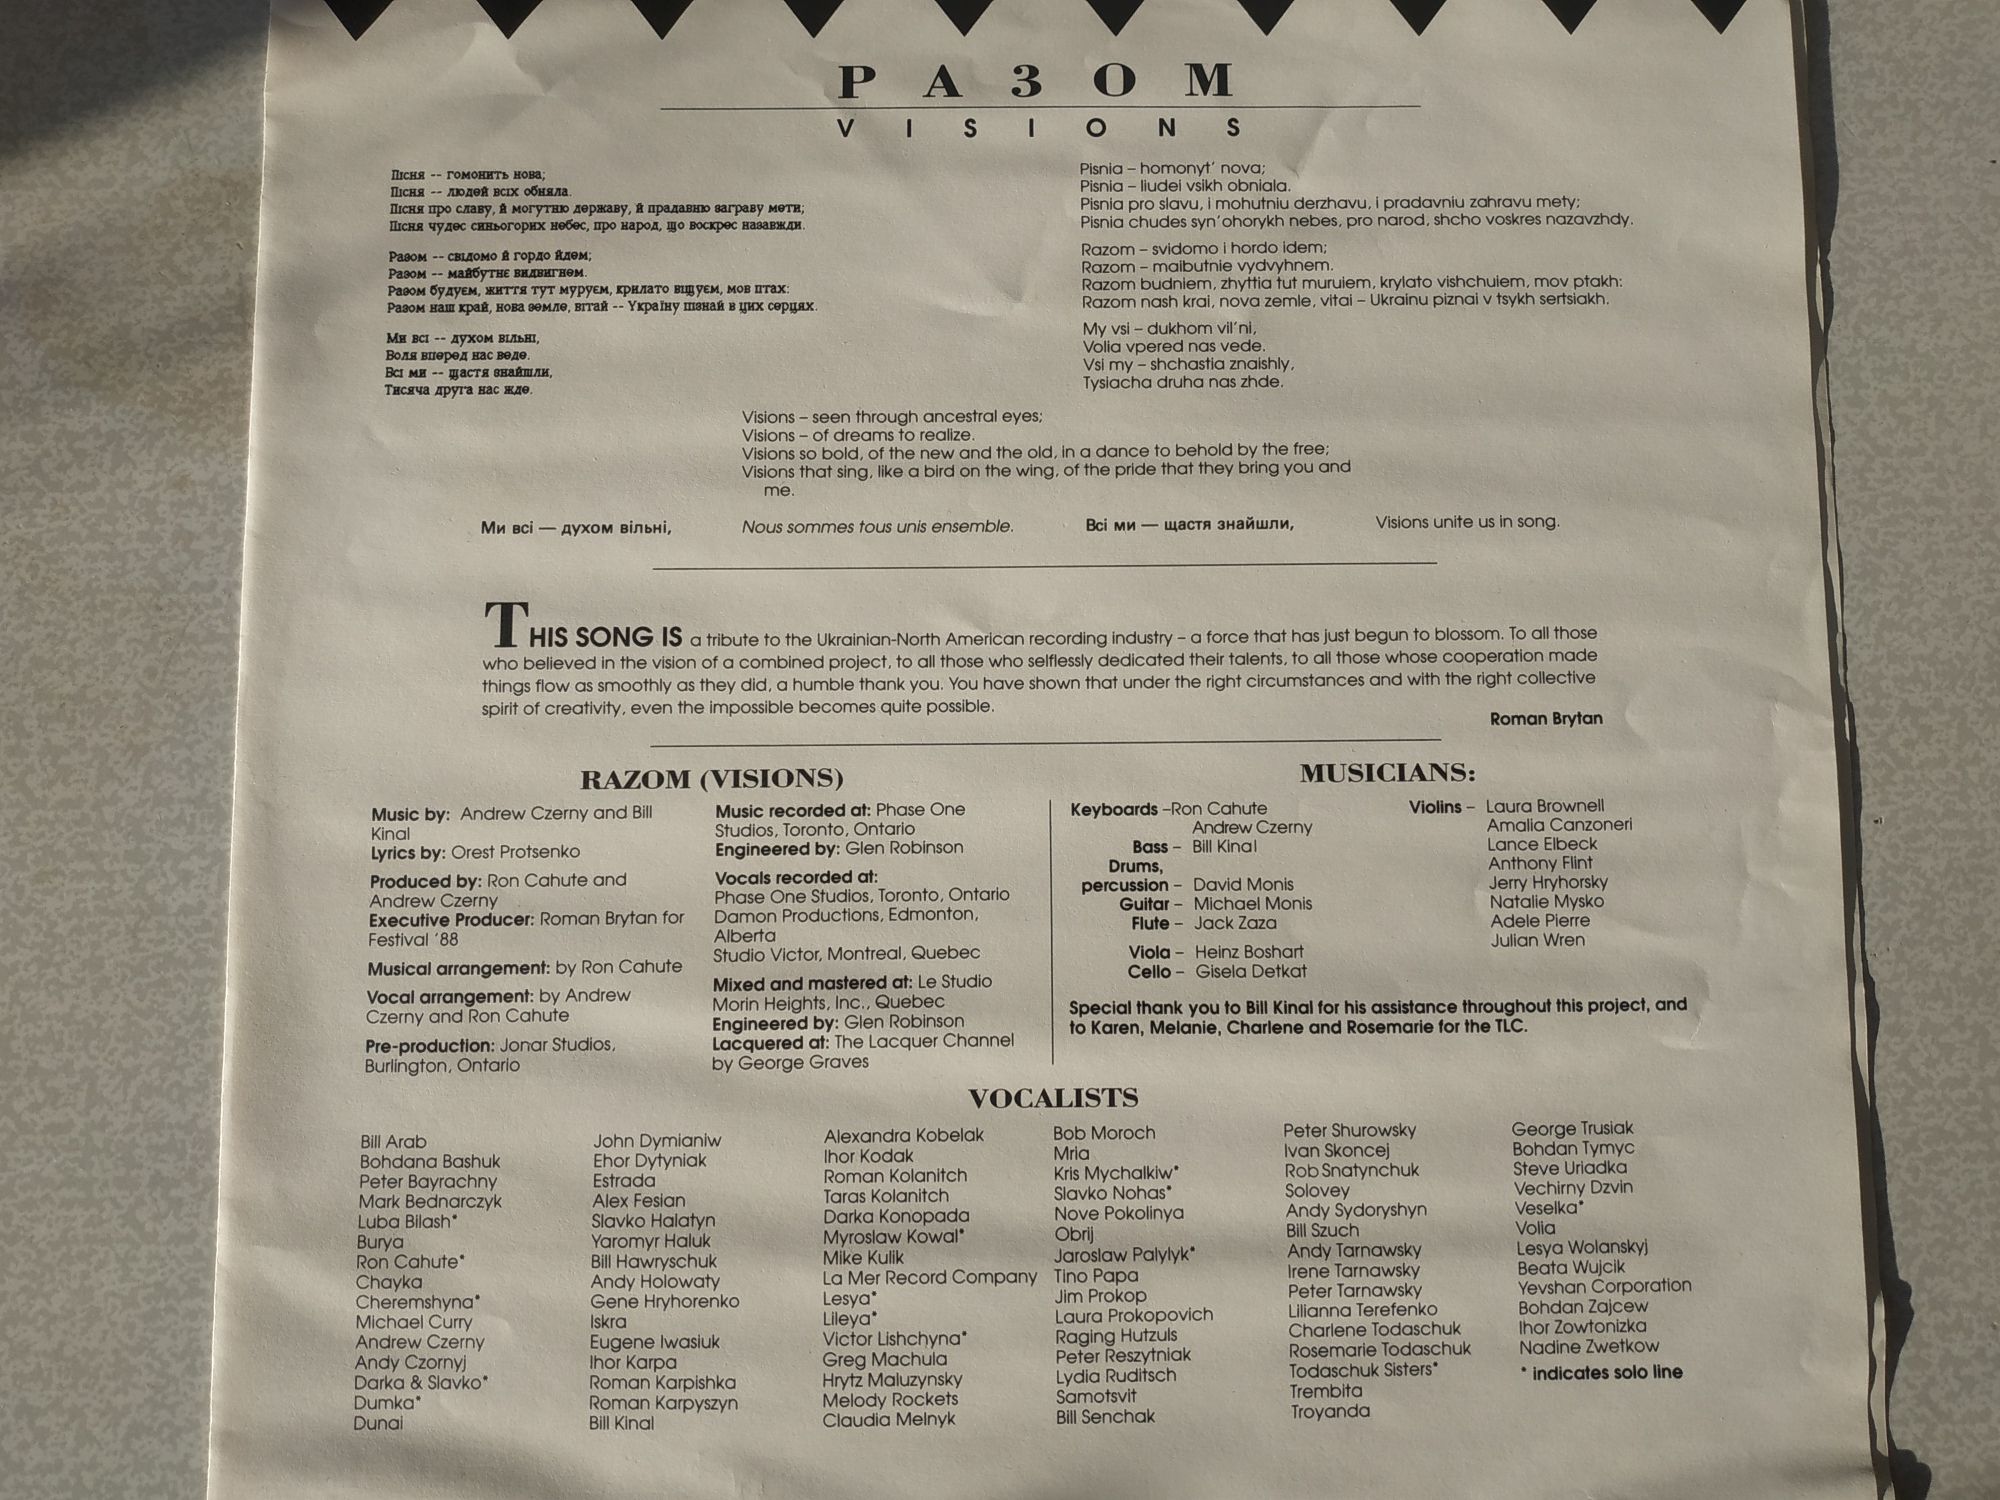 РАЗОМ
VISIONS
Пісня -- гомонить нова;
Пісня -- людей всіх обняла.
Пісня про славу, й могутню державу, й прадавню заграву мети;
Пісня чудес синьогорих небес, про народ, що воскрес назавжди.
Разом -- свідомо й гордо йдем;
Разом -- майбутнє видвигнем.
Разом будуєм, життя тут муруєм, крилато віщуєм, мов птах:
Разом наш край, нова земле, вітай -- Україну пізнай в цих серцях.
Ми всі -- духом вільні,
Воля вперед нас веде.
Всі ми -- щастя знайшли,
Тисяча друга нас жде.
Pisnia – homonyt' nova;
Pisnia – liudei vsikh obniala.
Pisnia pro slavu, i mohutniu derzhavu, i pradavniu zahravu mety;
Pisnia chudes syn'ohorykh nebes, pro narod, shcho voskres nazavzhdy.
Razom – svidomo i hordo idem;
Razom – maibutnie vydvyhnem.
Razom budniem, zhyttia tut muruiem, krylato vishchuiem, mov ptakh:
Razom nash krai, nova zemle, vitai – Ukrainu piznai v tsykh sertsiakh.
My vsi – dukhom vil'ni,
Volia vpered nas vede.
Vsi my – shchastia znaishly,
Tysiacha druha nas zhde.
Visions – seen through ancestral eyes;
Visions – of dreams to realize.
Visions so bold, of the new and the old, in a dance to behold by the free;
Visions that sing, like a bird on the wing, of the pride that they bring you and
me.
Ми всі — духом вільні, Nous sommes tous unis ensemble. Всі ми — щастя знайшли, Visions unite us in song.
THIS SONG IS a tribute to the Ukrainian-North American recording industry – a force that has just begun to blossom. To all those
who believed in the vision of a combined project, to all those who selflessly dedicated their talents, to all those whose cooperation made
things flow as smoothly as they did, a humble thank you. You have shown that under the right circumstances and with the right collective
spirit of creativity, even the impossible becomes quite possible.
Roman Brytan
RAZOM (VISIONS)
Music by: Andrew Czerny and Bill
Kinal
Lyrics by: Orest Protsenko
Produced by: Ron Cahute and
Andrew Czerny
Executive Producer: Roman Brytan for
Festival '88
Musical arrangement: by Ron Cahute
Vocal arrangement: by Andrew
Czerny and Ron Cahute
Pre-production: Jonar Studios,
Burlington, Ontario
Music recorded at: Phase One
Studios, Toronto, Ontario
Engineered by: Glen Robinson
Vocals recorded at:
Phase One Studios, Toronto, Ontario
Damon Productions, Edmonton,
Alberta
Studio Victor, Montreal, Quebec
Mixed and mastered at: Le Studio
Morin Heights, Inc., Quebec
Engineered by: Glen Robinson
Lacquered at: The Lacquer Channel
by George Graves
MUSICIANS:
Keyboards –Ron Cahute
Andrew Czerny
Bass – Bill Kinal
Drums,
percussion – David Monis
Guitar – Michael Monis
Flute – Jack Zaza
Viola – Heinz Boshart
Cello – Gisela Detkat
Violins – Laura Brownell
Amalia Canzoneri
Lance Elbeck
Anthony Flint
Jerry Hryhorsky
Natalie Mysko
Adele Pierre
Julian Wren
Special thank you to Bill Kinal for his assistance throughout this project, and
to Karen, Melanie, Charlene and Rosemarie for the TLC.
VOCALISTS
Bill Arab
Bohdana Bashuk
Peter Bayrachny
Mark Bednarczyk
Luba Bilash*
Burya
Ron Cahute*
Chayka
Cheremshyna*
Michael Curry
Andrew Czerny
Andy Czornyj
Darka & Slavko*
Dumka*
Dunai
John Dymianiw
Ehor Dytyniak
Estrada
Alex Fesian
Slavko Halatyn
Yaromyr Haluk
Bill Hawryschuk
Andy Holowaty
Gene Hryhorenko
Iskra
Eugene Iwasiuk
Ihor Karpa
Roman Karpishka
Roman Karpyszyn
Bill Kinal
Alexandra Kobelak
Ihor Kodak
Roman Kolanitch
Taras Kolanitch
Darka Konopada
Myroslaw Kowal*
Mike Kulik
La Mer Record Company
Lesya*
Lileya*
Victor Lishchyna*
Greg Machula
Hrytz Maluzynsky
Melody Rockets
Claudia Melnyk
Bob Moroch
Mria
Kris Mychalkiw*
Slavko Nohas*
Nove Pokolinya
Obrij
Jaroslaw Palylyk*
Tino Papa
Jim Prokop
Laura Prokopovich
Raging Hutzuls
Peter Reszytniak
Lydia Ruditsch
Samotsvit
Bill Senchak
Peter Shurowsky
Ivan Skoncej
Rob Snatynchuk
Solovey
Andy Sydoryshyn
Bill Szuch
Andy Tarnawsky
Irene Tarnawsky
Peter Tarnawsky
Lilianna Terefenko
Charlene Todaschuk
Rosemarie Todaschuk
Todaschuk Sisters*
Trembita
Troyanda
George Trusiak
Bohdan Tymyc
Steve Uriadka
Vechirny Dzvin
Veselka*
Volia
Lesya Wolanskyj
Beata Wujcik
Yevshan Corporation
Bohdan Zajcew
Ihor Zowtonizka
Nadine Zwetkow
* indicates solo line